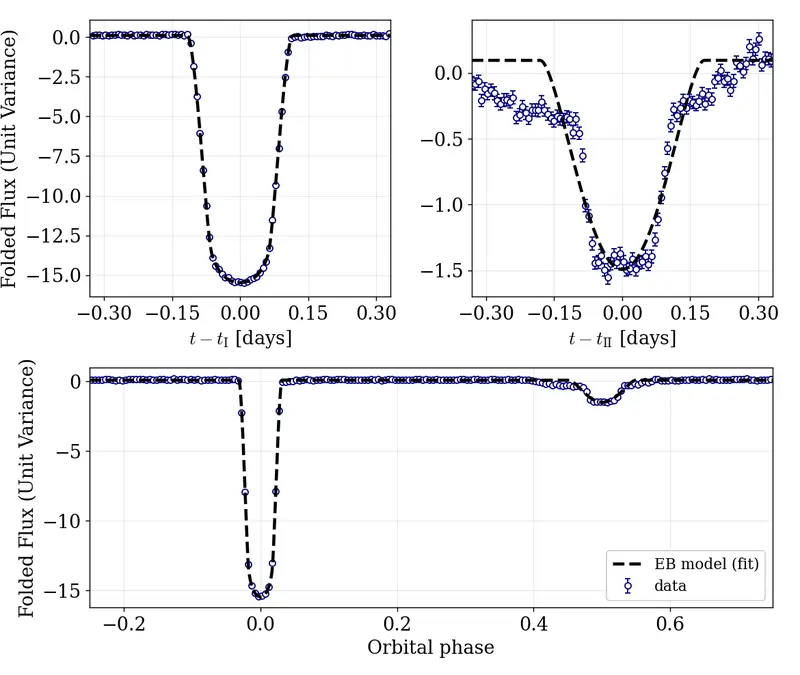 Folded Flux (Unit Variance)
0.0
−2.5
−5.0
−7.5
−10.0
−12.5
−15.0
−0.30 −0.15 0.00 0.15 0.30
t − tI [days]
0.0
−0.5
−1.0
−1.5
−0.30 −0.15 0.00 0.15 0.30
t − tII [days]
Folded Flux (Unit Variance)
0
−5
−10
−15
EB model (fit)
data
−0.2 0.0 0.2 0.4 0.6
Orbital phase